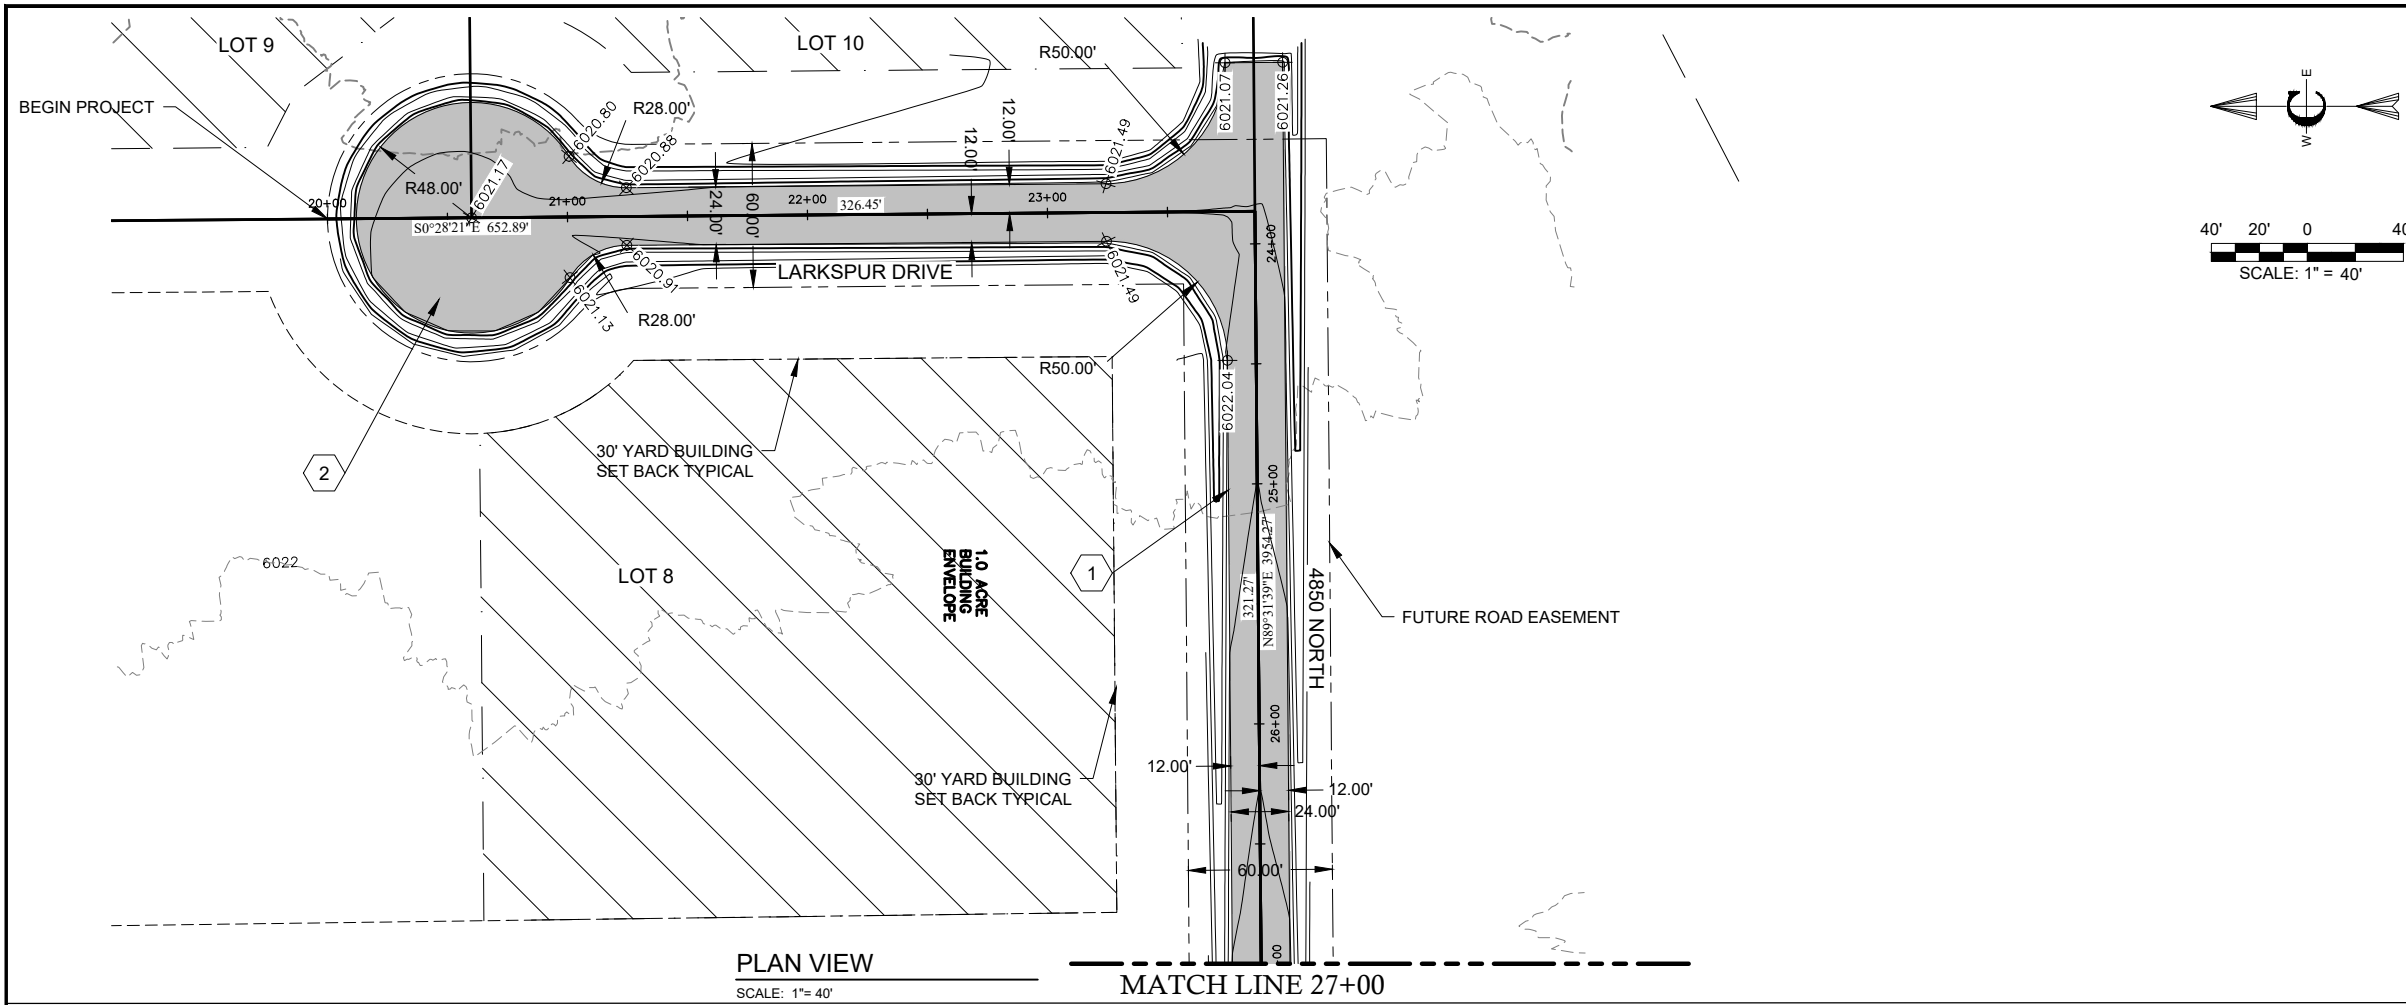 LOT 9
LOT 10
R50.00'
BEGIN PROJECT
6020.80
R28.00'
12.00'
12.00'
6021.07
6021.26
E
W
6021.49
6020.88
R48.00'
6021.17
20+00
21+00
22+00
326.45'
23+00
S0°28'21"E 652.89'
24.00'
60.00'
40' 20' 0 40
SCALE: 1" = 40'
24+00
LARKSPUR DRIVE
6020.91
6021.13
6021.49
R28.00'
R50.00'
6022.04
30' YARD BUILDING
SET BACK TYPICAL
2
25+00
6022
LOT 8
1.0 ACRE
BUILDING
ENVELOPE
1
321.27'
N89°31'39"E 3954.27'
4850 NORTH
FUTURE ROAD EASEMENT
26+00
30' YARD BUILDING
SET BACK TYPICAL
12.00'
12.00'
24.00'
60.00'
00
PLAN VIEW
SCALE: 1"= 40'
MATCH LINE 27+00